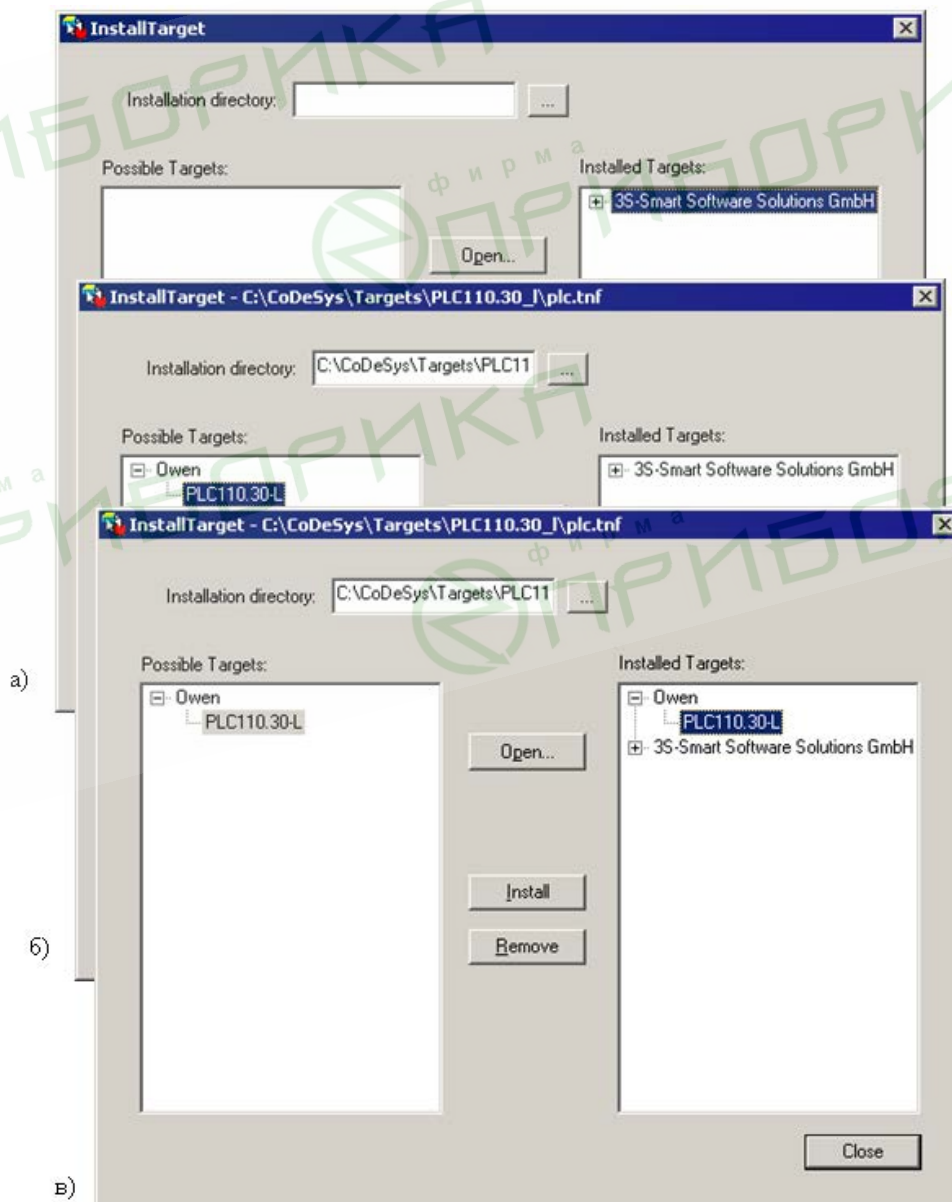 InstallTarget
Installation directory:
...
Possible Targets:
Installed Targets:
3S-Smart Software Solutions GmbH
Open...
InstallTarget - C:\CoDeSys\Targets\PLC110.30_l\plc.tnf
Installation directory:
C:\CoDeSys\Targets\PLC11
...
Possible Targets:
Installed Targets:
Owen
PLC110.30-L
3S-Smart Software Solutions GmbH
InstallTarget - C:\CoDeSys\Targets\PLC110.30_l\plc.tnf
Installation directory:
C:\CoDeSys\Targets\PLC11
...
Possible Targets:
Installed Targets:
Owen
PLC110.30-L
Owen
PLC110.30-L
3S-Smart Software Solutions GmbH
Open...
Install
Remove
Close
а)
б)
в)
фирма
ПРИБОРИКА